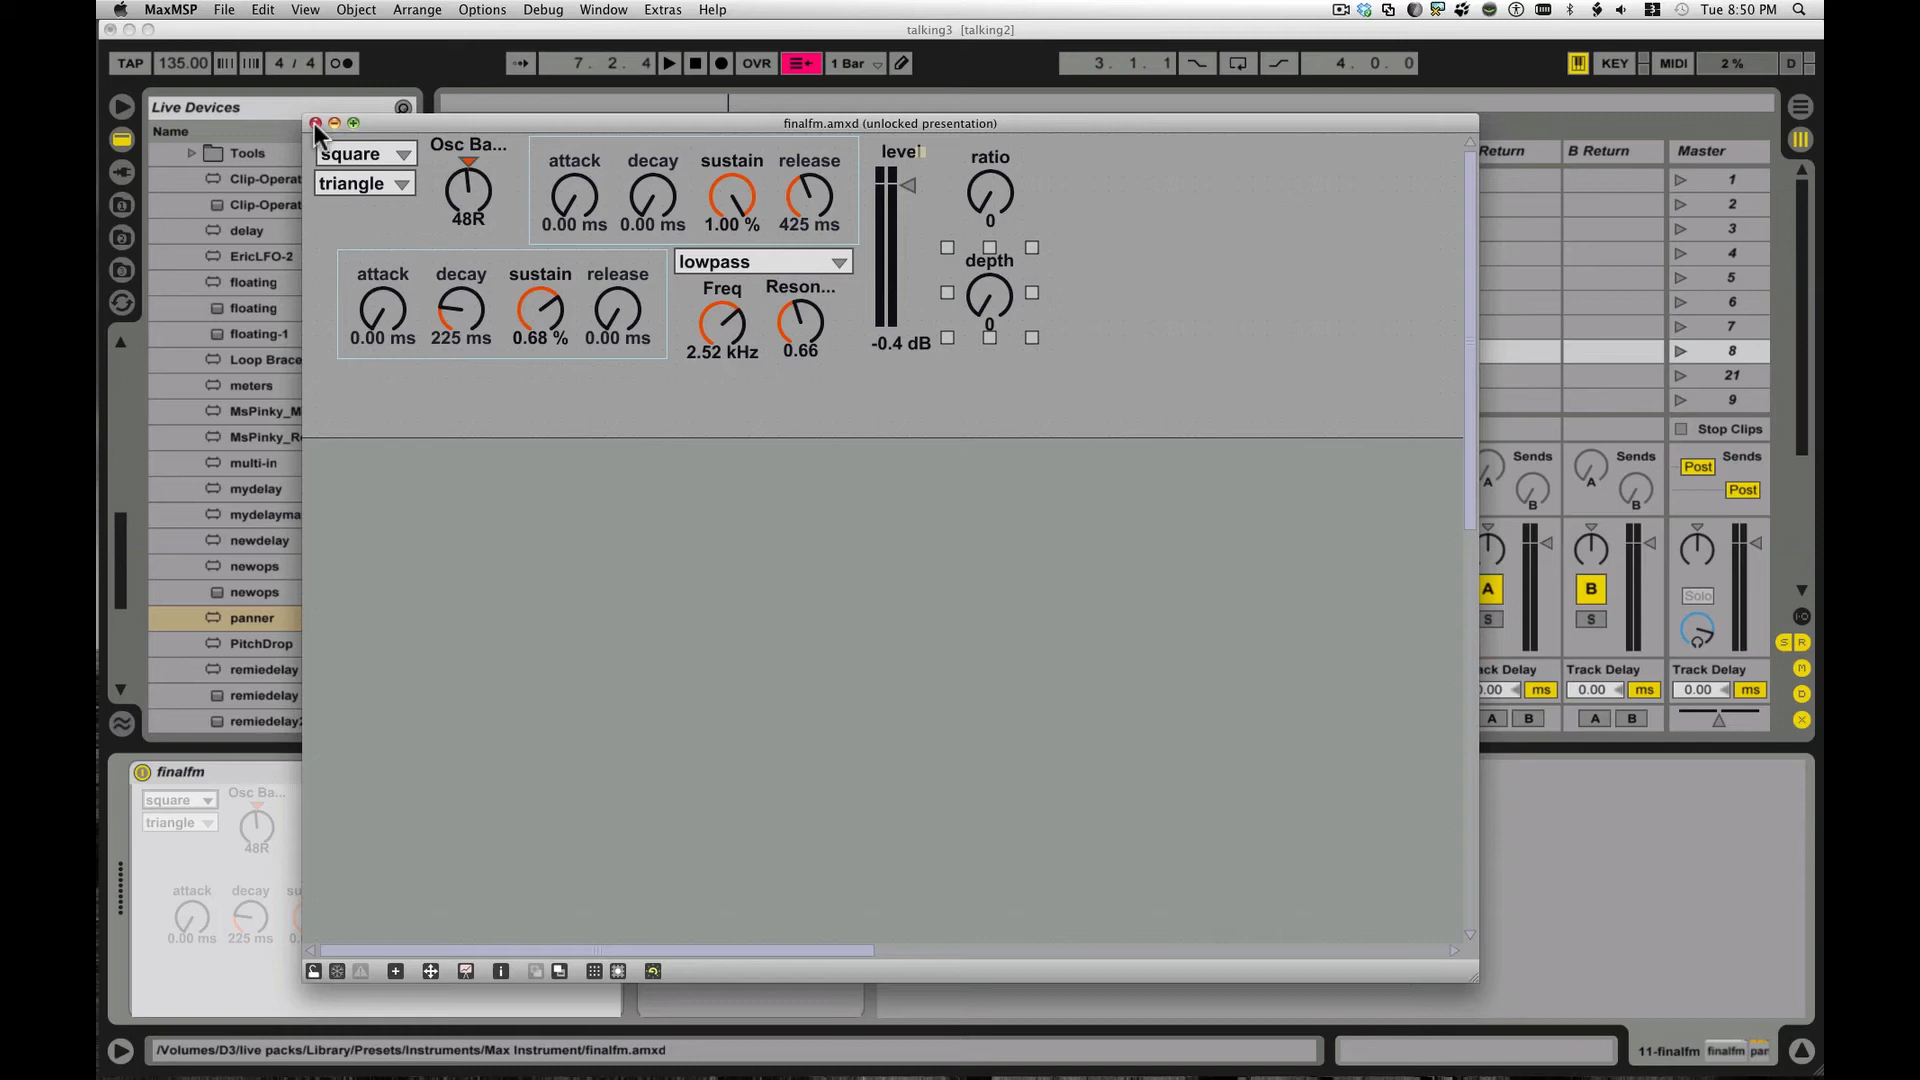 MaxMSP File Edit View Object Arrange Options Debug Window Extras Help
Tue 8:50 PM
talking3 [talking2]
TAP 135.00 4 / 4 7. 2. 4 OVR 1 Bar 3. 1. 1 4. 0. 0 KEY MIDI 2 % D
Live Devices
Name
Tools
Clip-Operat
Clip-Operat
delay
EricLFO-2
floating
floating
floating-1
Loop Brace
meters
MsPinky_M
MsPinky_R
multi-in
mydelay
mydelayma
newdelay
newops
newops
panner
PitchDrop
remiedelay
remiedelay
remiedelay2
finalfm.amxd (unlocked presentation)
square
triangle
Osc Ba...
48R
attack decay sustain release
0.00 ms 0.00 ms 1.00 % 425 ms
level
-0.4 dB
ratio
0
depth
0
attack decay sustain release
0.00 ms 225 ms 0.68 % 0.00 ms
lowpass
Freq Reson...
2.52 kHz 0.66
Return B Return Master
1
2
3
4
5
6
7
8
21
9
Stop Clips
Sends Sends Sends
A A Post
B B Post
A B Solo
S S
ck Delay Track Delay Track Delay
.00 ms 0.00 ms 0.00 ms
A B A B
S R
M
D
X
finalfm
square
triangle
Osc Ba...
48R
attack decay su
0.00 ms 225 ms 0.
/Volumes/D3/live packs/Library/Presets/Instruments/Max Instrument/finalfm.amxd
11-finalfm finalfm par